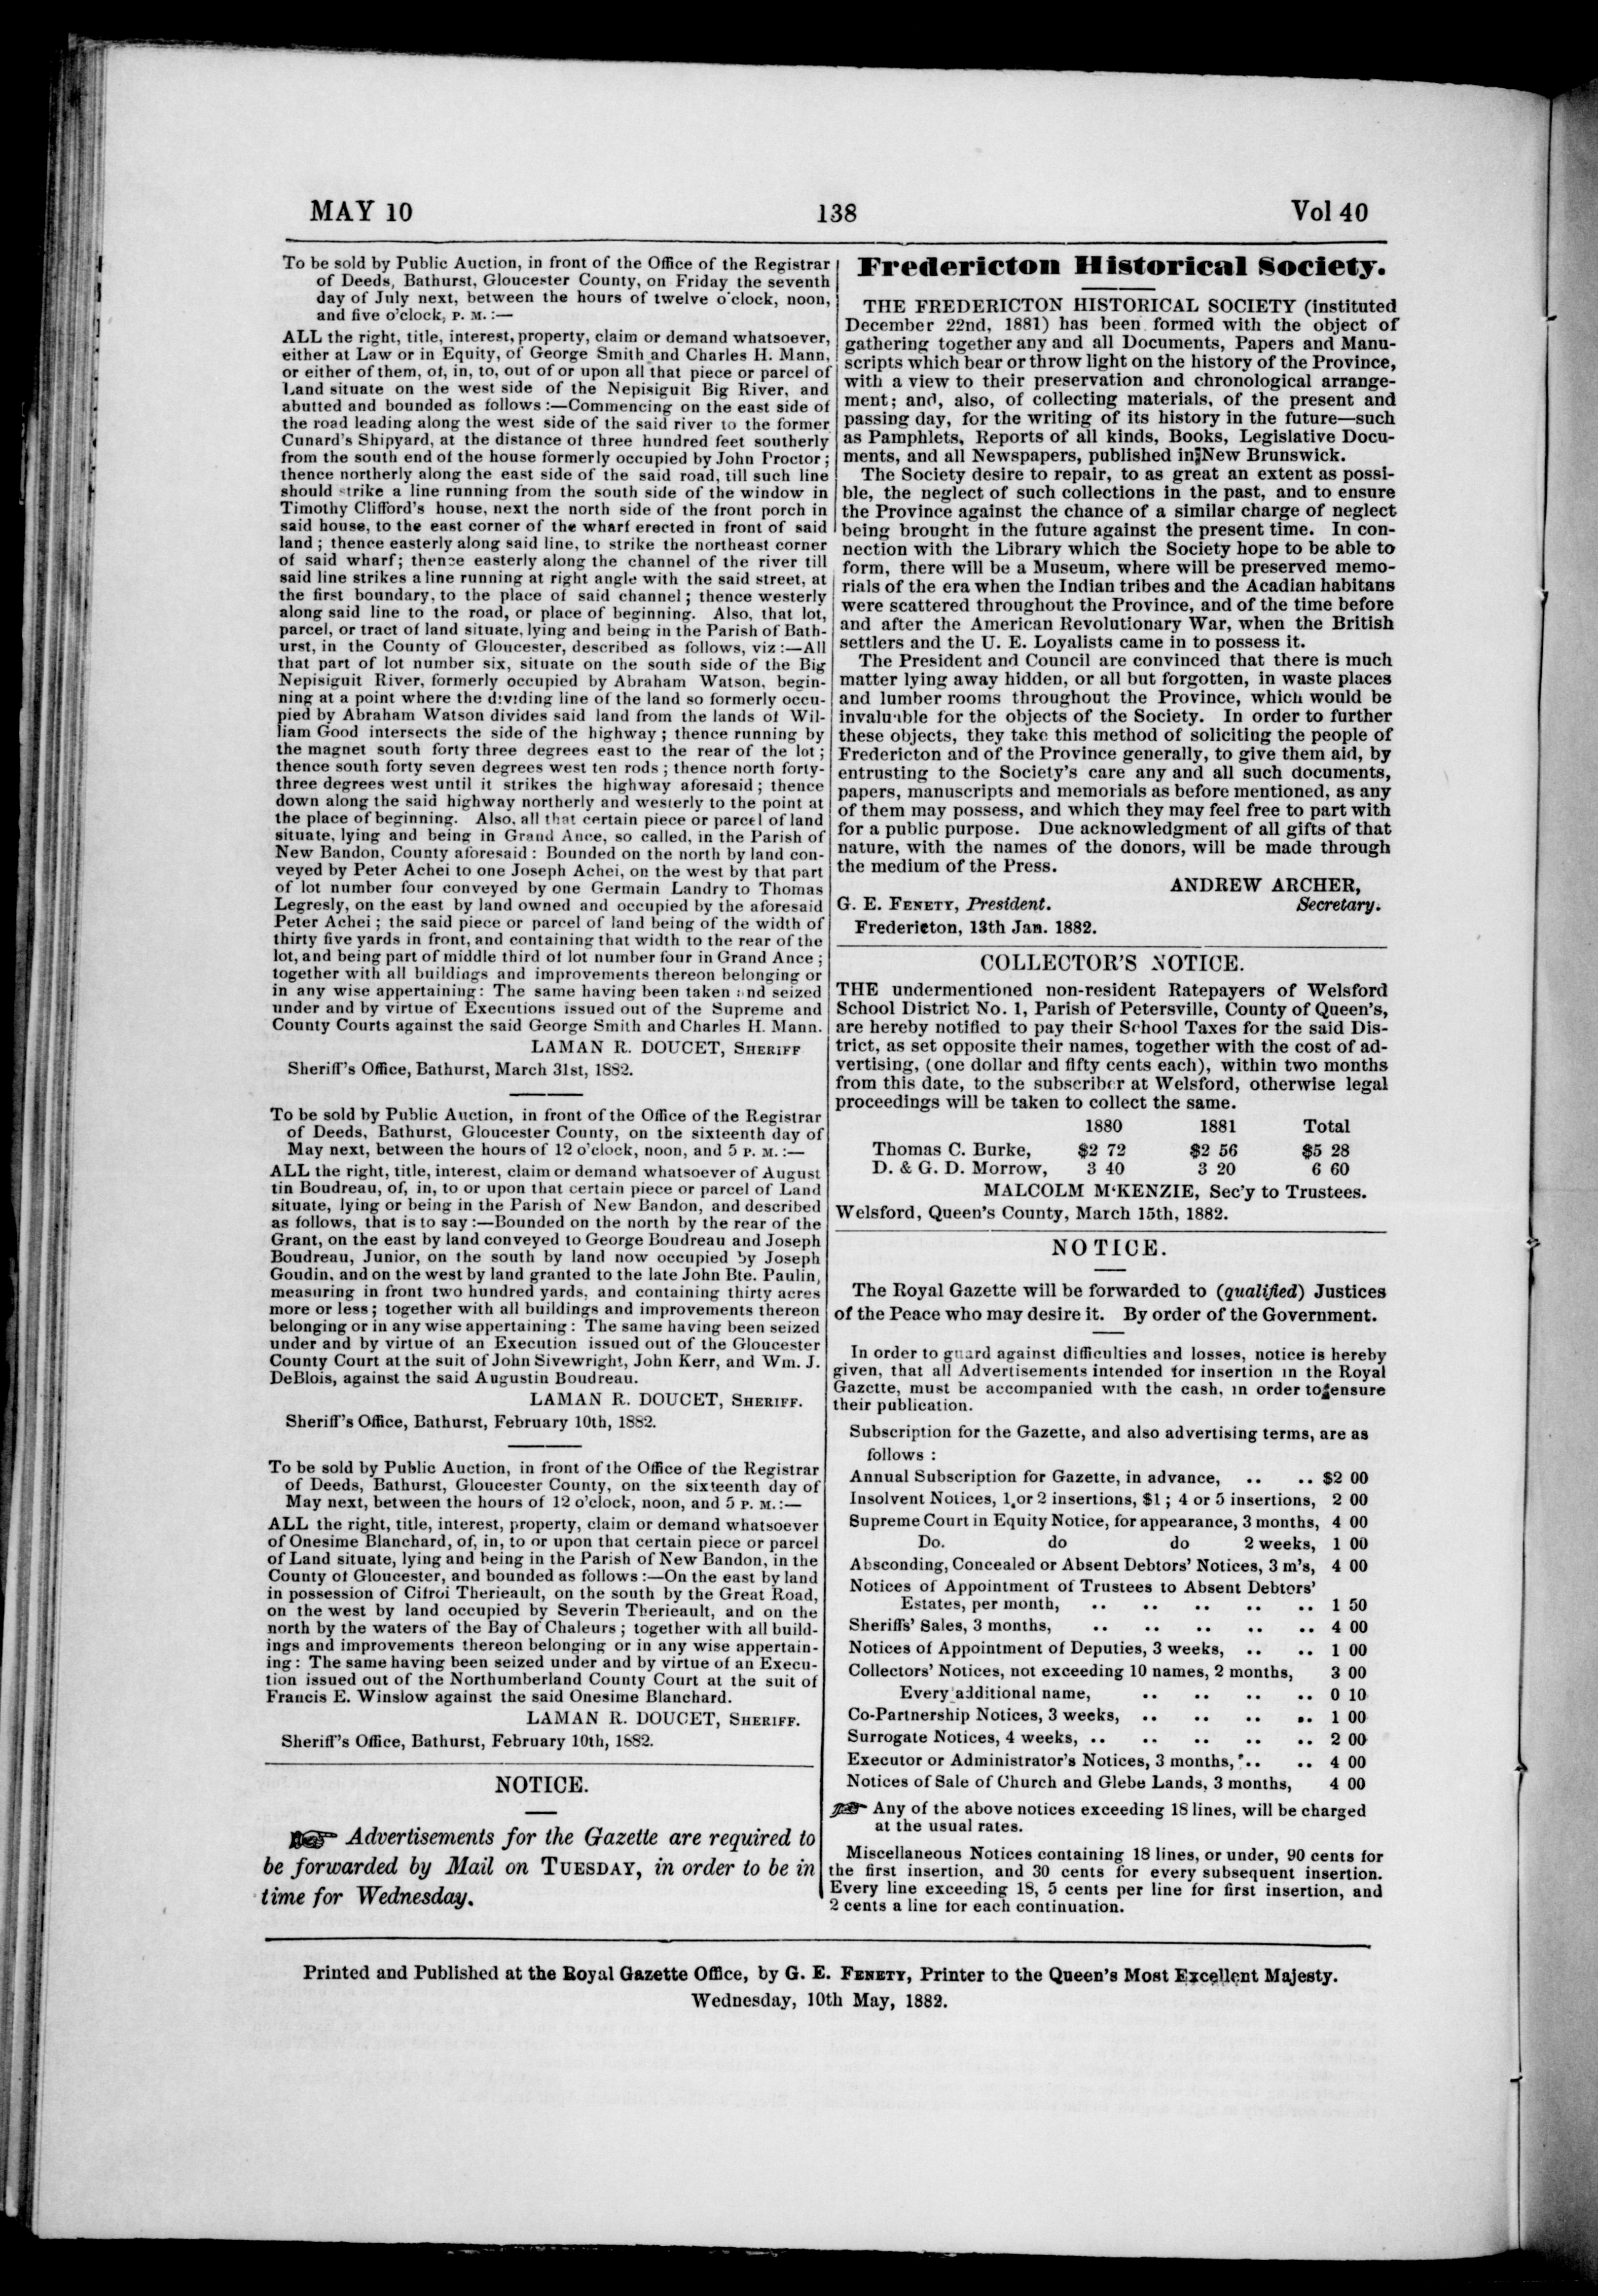 MAY 10
138
Vol 40
To be sold by Public Auction, in front of the Office of the Registrar
of Deeds, Bathurst, Gloucester County, on Friday the seventh
day of July next, between the hours of twelve o'clock, noon,
and five o'clock, P. M. :—
ALL the right, title, interest, property, claim or demand whatsoever,
either at Law or in Equity, of George Smith and Charles H. Mann,
or either of them, of, in, to, out of or upon all that piece or parcel of
Land situate on the west side of the Nepisiguit Big River, and
abutted and bounded as follows :—Commencing on the east side of
the road leading along the west side of the said river to the former
Cunard's Shipyard, at the distance of three hundred feet southerly
from the south end of the house formerly occupied by John Proctor ;
thence northerly along the east side of the said road, till such line
should strike a line running from the south side of the window in
Timothy Clifford's house, next the north side of the front porch in
said house, to the east corner of the wharf erected in front of said
land ; thence easterly along said line, to strike the northeast corner
of said wharf; thence easterly along the channel of the river till
said line strikes a line running at right angle with the said street, at
the first boundary, to the place of said channel ; thence westerly
along said line to the road, or place of beginning. Also, that lot,
parcel, or tract of land situate, lying and being in the Parish of Bath-
urst, in the County of Gloucester, described as follows, viz :—All
that part of lot number six, situate on the south side of the Big
Nepisiguit River, formerly occupied by Abraham Watson, begin-
ning at a point where the dividing line of the land so formerly occu-
pied by Abraham Watson divides said land from the lands of Wil-
liam Good intersects the side of the highway ; thence running by
the magnet south forty three degrees east to the rear of the lot ;
thence south forty seven degrees west ten rods ; thence north forty-
three degrees west until it strikes the highway aforesaid ; thence
down along the said highway northerly and westerly to the point at
the place of beginning. Also, all that certain piece or parcel of land
situate, lying and being in Grand Ance, so called, in the Parish of
New Bandon, County aforesaid : Bounded on the north by land con-
veyed by Peter Achei to one Joseph Achei, on the west by that part
of lot number four conveyed by one Germain Landry to Thomas
Legresly, on the east by land owned and occupied by the aforesaid
Peter Achei ; the said piece or parcel of land being of the width of
thirty five yards in front, and containing that width to the rear of the
lot, and being part of middle third of lot number four in Grand Ance ;
together with all buildings and improvements thereon belonging or
in any wise appertaining : The same having been taken and seized
under and by virtue of Executions issued out of the Supreme and
County Courts against the said George Smith and Charles H. Mann.
LAMAN R. DOUCET, SHERIFF
Sheriff's Office, Bathurst, March 31st, 1882.
To be sold by Public Auction, in front of the Office of the Registrar
of Deeds, Bathurst, Gloucester County, on the sixteenth day of
May next, between the hours of 12 o'clock, noon, and 5 P. M. :—
ALL the right, title, interest, claim or demand whatsoever of August
tin Boudreau, of, in, to or upon that certain piece or parcel of Land
situate, lying or being in the Parish of New Bandon, and described
as follows, that is to say :—Bounded on the north by the rear of the
Grant, on the east by land conveyed to George Boudreau and Joseph
Boudreau, Junior, on the south by land now occupied by Joseph
Goudin, and on the west by land granted to the late John Bte. Paulin,
measuring in front two hundred yards, and containing thirty acres
more or less ; together with all buildings and improvements thereon
belonging or in any wise appertaining : The same having been seized
under and by virtue of an Execution issued out of the Gloucester
County Court at the suit of John Sivewright, John Kerr, and Wm. J.
DeBlois, against the said Augustin Boudreau.
LAMAN R. DOUCET, SHERIFF.
Sheriff's Office, Bathurst, February 10th, 1882.
To be sold by Public Auction, in front of the Office of the Registrar
of Deeds, Bathurst, Gloucester County, on the sixteenth day of
May next, between the hours of 12 o'clock, noon, and 5 P. M. :—
ALL the right, title, interest, property, claim or demand whatsoever
of Onesime Blanchard, of, in, to or upon that certain piece or parcel
of Land situate, lying and being in the Parish of New Bandon, in the
County of Gloucester, and bounded as follows :—On the east by land
in possession of Citroi Therieault, on the south by the Great Road,
on the west by land occupied by Severin Therieault, and on the
north by the waters of the Bay of Chaleurs ; together with all build-
ings and improvements thereon belonging or in any wise appertain-
ing : The same having been seized under and by virtue of an Execu-
tion issued out of the Northumberland County Court at the suit of
Francis E. Winslow against the said Onesime Blanchard.
LAMAN R. DOUCET, SHERIFF.
Sheriff's Office, Bathurst, February 10th, 1882.
NOTICE.
☞ Advertisements for the Gazette are required to
be forwarded by Mail on TUESDAY, in order to be in
time for Wednesday.
Fredericton Historical Society.
THE FREDERICTON HISTORICAL SOCIETY (instituted
December 22nd, 1881) has been formed with the object of
gathering together any and all Documents, Papers and Manu-
scripts which bear or throw light on the history of the Province,
with a view to their preservation and chronological arrange-
ment; and, also, of collecting materials, of the present and
passing day, for the writing of its history in the future—such
as Pamphlets, Reports of all kinds, Books, Legislative Docu-
ments, and all Newspapers, published in New Brunswick.
The Society desire to repair, to as great an extent as possi-
ble, the neglect of such collections in the past, and to ensure
the Province against the chance of a similar charge of neglect
being brought in the future against the present time. In con-
nection with the Library which the Society hope to be able to
form, there will be a Museum, where will be preserved memo-
rials of the era when the Indian tribes and the Acadian habitans
were scattered throughout the Province, and of the time before
and after the American Revolutionary War, when the British
settlers and the U. E. Loyalists came in to possess it.
The President and Council are convinced that there is much
matter lying away hidden, or all but forgotten, in waste places
and lumber rooms throughout the Province, which would be
invaluable for the objects of the Society. In order to further
these objects, they take this method of soliciting the people of
Fredericton and of the Province generally, to give them aid, by
entrusting to the Society's care any and all such documents,
papers, manuscripts and memorials as before mentioned, as any
of them may possess, and which they may feel free to part with
for a public purpose. Due acknowledgment of all gifts of that
nature, with the names of the donors, will be made through
the medium of the Press.
ANDREW ARCHER,
G. E. FENETY, President. Secretary.
Fredericton, 13th Jan. 1882.
COLLECTOR'S NOTICE.
THE undermentioned non-resident Ratepayers of Welsford
School District No. 1, Parish of Petersville, County of Queen's,
are hereby notified to pay their School Taxes for the said Dis-
trict, as set opposite their names, together with the cost of ad-
vertising, (one dollar and fifty cents each), within two months
from this date, to the subscriber at Welsford, otherwise legal
proceedings will be taken to collect the same.
1880 1881 Total
Thomas C. Burke, $2 72 $2 56 $5 28
D. & G. D. Morrow, 3 40 3 20 6 60
MALCOLM M'KENZIE, Sec'y to Trustees.
Welsford, Queen's County, March 15th, 1882.
NOTICE.
The Royal Gazette will be forwarded to (qualified) Justices
of the Peace who may desire it. By order of the Government.
In order to guard against difficulties and losses, notice is hereby
given, that all Advertisements intended for insertion in the Royal
Gazette, must be accompanied with the cash, in order to ensure
their publication.
Subscription for the Gazette, and also advertising terms, are as
follows :
Annual Subscription for Gazette, in advance, .. .. $2 00
Insolvent Notices, 1 or 2 insertions, $1 ; 4 or 5 insertions, 2 00
Supreme Court in Equity Notice, for appearance, 3 months, 4 00
Do. do do 2 weeks, 1 00
Absconding, Concealed or Absent Debtors' Notices, 3 m's, 4 00
Notices of Appointment of Trustees to Absent Debtors'
Estates, per month, .. .. .. .. .. 1 50
Sheriffs' Sales, 3 months, .. .. .. .. .. 4 00
Notices of Appointment of Deputies, 3 weeks, .. .. 1 00
Collectors' Notices, not exceeding 10 names, 2 months, 3 00
Every additional name, .. .. .. .. 0 10
Co-Partnership Notices, 3 weeks, .. .. .. .. 1 00
Surrogate Notices, 4 weeks, .. .. .. .. .. 2 00
Executor or Administrator's Notices, 3 months, .. .. 4 00
Notices of Sale of Church and Glebe Lands, 3 months, 4 00
☞ Any of the above notices exceeding 18 lines, will be charged
at the usual rates.
Miscellaneous Notices containing 18 lines, or under, 90 cents for
the first insertion, and 30 cents for every subsequent insertion.
Every line exceeding 18, 5 cents per line for first insertion, and
2 cents a line for each continuation.
Printed and Published at the Royal Gazette Office, by G. E. FENETY, Printer to the Queen's Most Excellent Majesty.
Wednesday, 10th May, 1882.